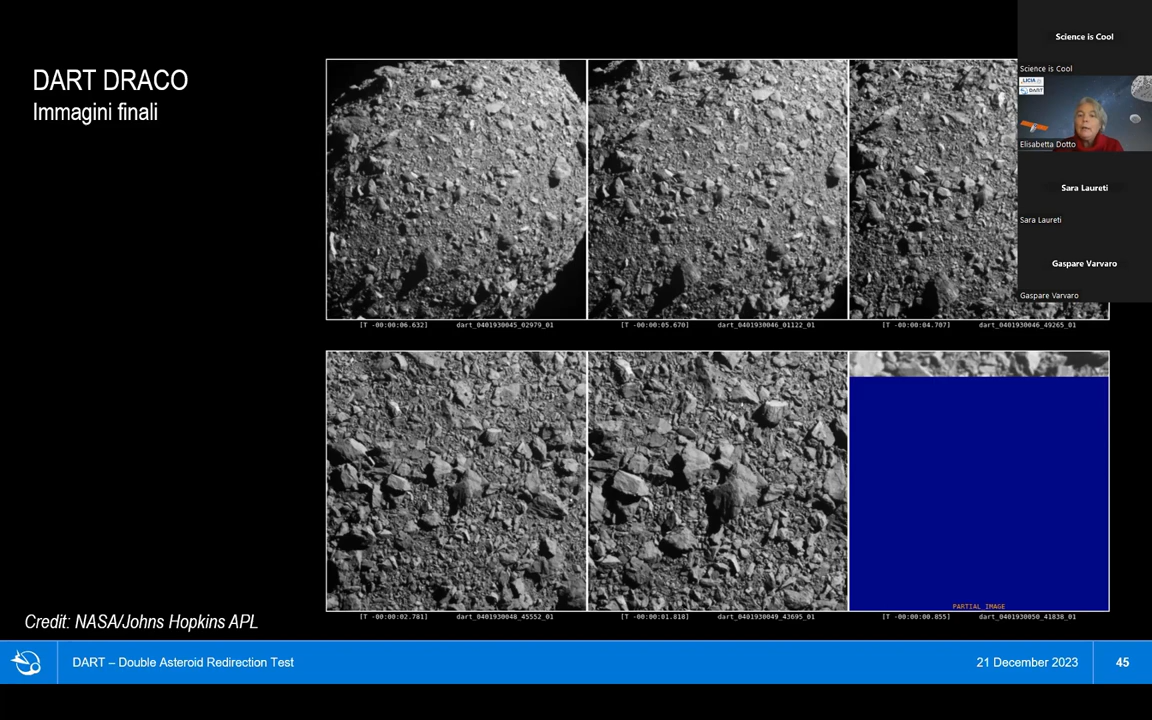 DART DRACO
Immagini finali
Science is Cool
Science is Cool
LICIA
DART
Elisabetta Dotto
Sara Laureti
Sara Laureti
Gaspare Varvaro
Gaspare Varvaro
[T -00:00:06.632] dart_0401930045_02979_01
[T -00:00:05.670] dart_0401930046_01122_01
[T -00:00:04.707] dart_0401930046_49265_01
PARTIAL IMAGE
[T -00:00:02.781] dart_0401930048_45552_01
[T -00:00:01.818] dart_0401930049_43695_01
[T -00:00:00.855] dart_0401930050_41838_01
Credit: NASA/Johns Hopkins APL
DART – Double Asteroid Redirection Test
21 December 2023
45